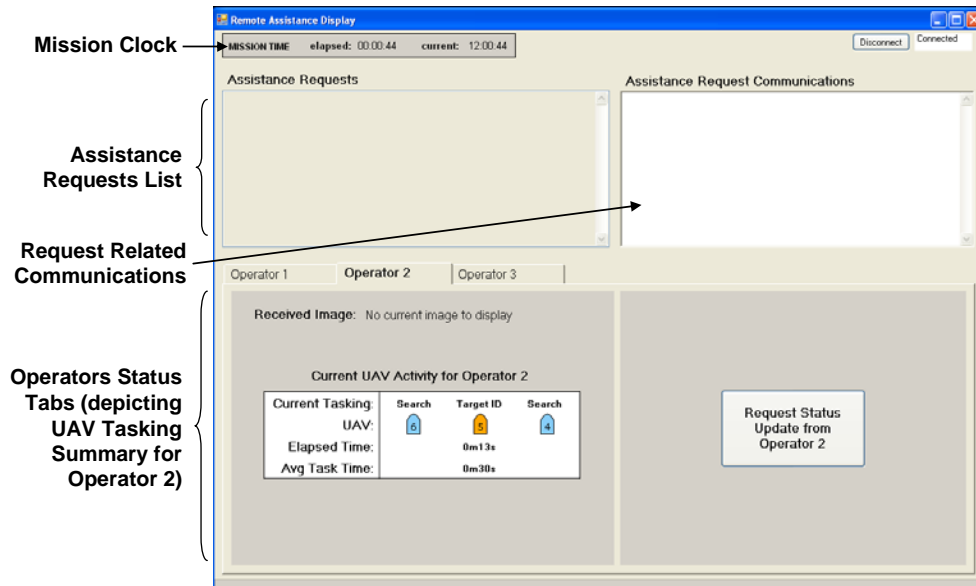 Remote Assistance Display
Mission Clock
MISSION TIME elapsed: 00:00:44 current: 12:00:44
Disconnect
Connected
Assistance Requests
Assistance Request Communications
Assistance
Requests List
Request Related
Communications
Operator 1
Operator 2
Operator 3
Received Image: No current image to display
Operators Status
Tabs (depicting
UAV Tasking
Summary for
Operator 2)
Current UAV Activity for Operator 2
Current Tasking: Search Target ID Search
UAV: 6 5 4
Elapsed Time: 0m13s
Avg Task Time: 0m30s
Request Status
Update from
Operator 2